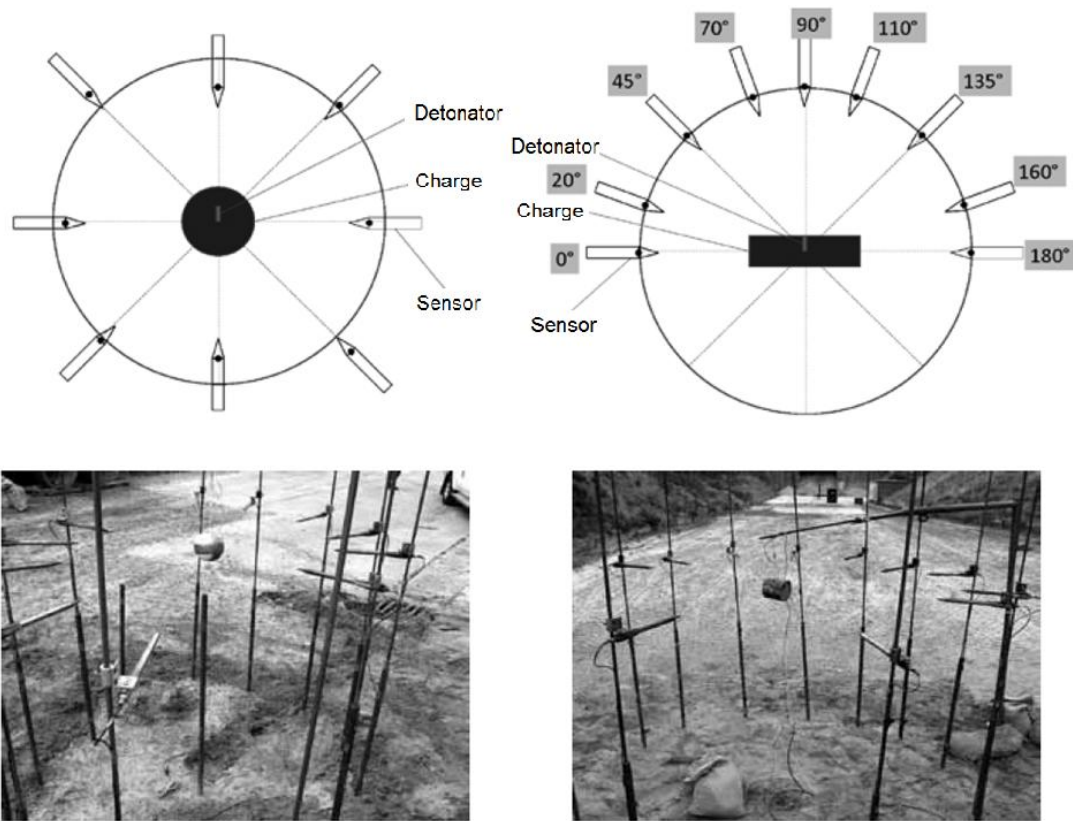 Detonator
Charge
Sensor
0°
20°
45°
70°
90°
110°
135°
160°
180°
Detonator
Charge
Sensor